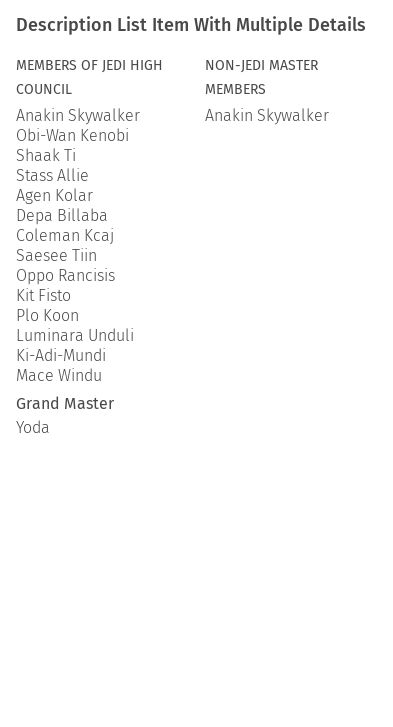 Description List Item With Multiple Details
MEMBERS OF JEDI HIGH
COUNCIL
Anakin Skywalker
Obi-Wan Kenobi
Shaak Ti
Stass Allie
Agen Kolar
Depa Billaba
Coleman Kcaj
Saesee Tiin
Oppo Rancisis
Kit Fisto
Plo Koon
Luminara Unduli
Ki-Adi-Mundi
Mace Windu
Grand Master
Yoda
NON-JEDI MASTER
MEMBERS
Anakin Skywalker